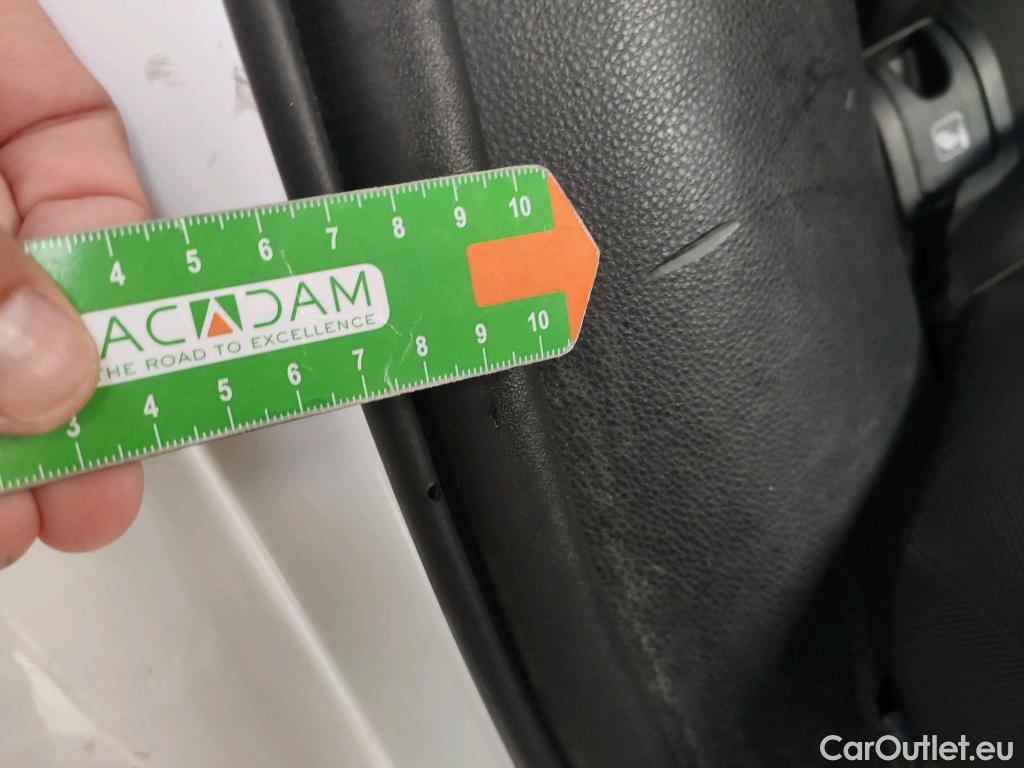 4 5 6 7 8 9 10
ACADAM
THE ROAD TO EXCELLENCE
3 4 5 6 7 8 9 10
CarOutlet.eu